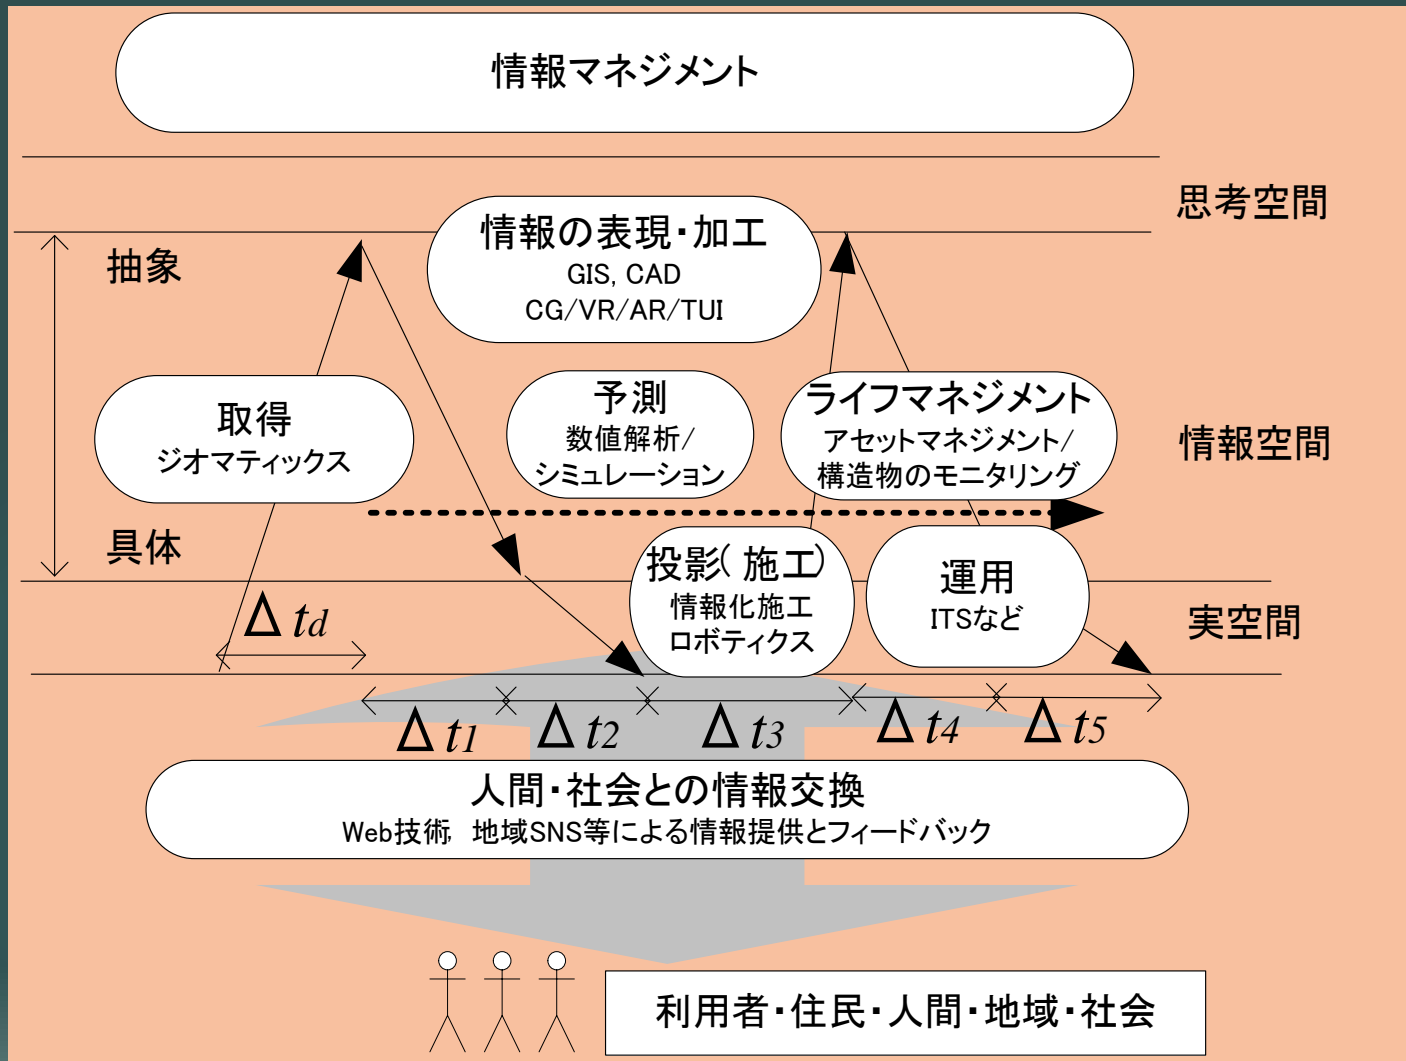 情報マネジメント
思考空間
情報の表現・加工
GIS, CAD
CG/VR/AR/TUI
抽象
取得
ジオマティックス
予測
数値解析/
シミュレーション
ライフマネジメント
アセットマネジメント/
構造物のモニタリング
情報空間
具体
投影(施工)
情報化施工
ロボティクス
運用
ITSなど
実空間
Δtd
Δt1
Δt2
Δt3
Δt4
Δt5
人間・社会との情報交換
Web技術, 地域SNS等による情報提供とフィードバック
利用者・住民・人間・地域・社会